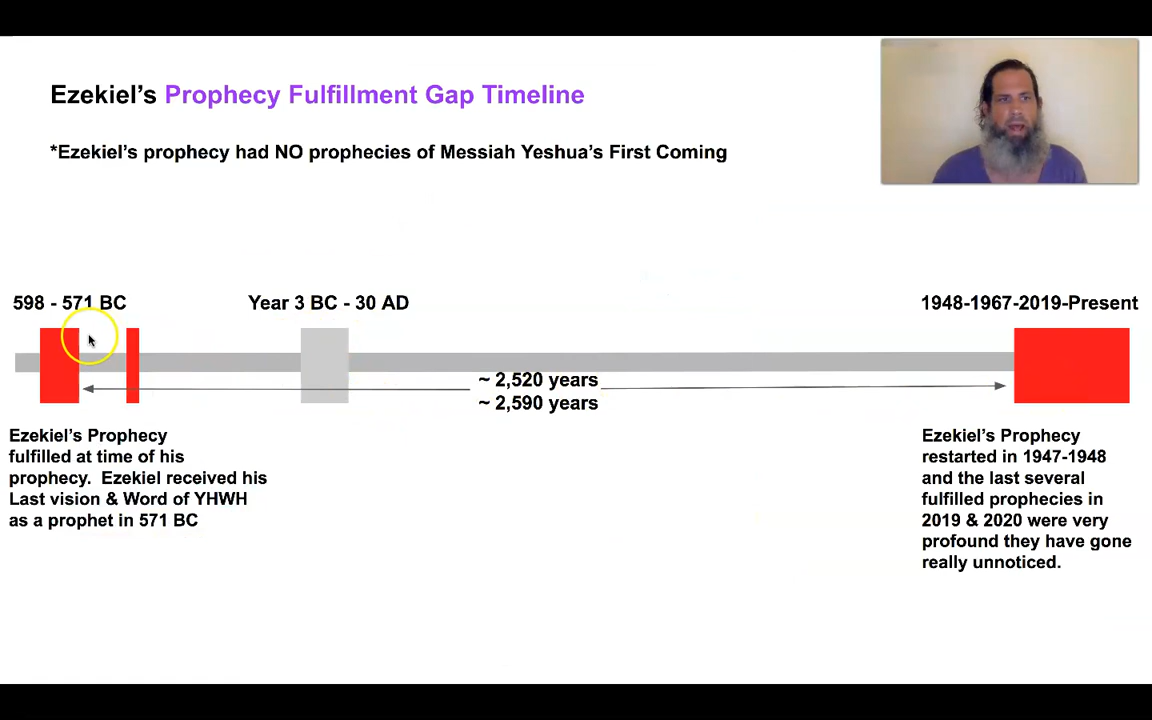 Ezekiel's Prophecy Fulfillment Gap Timeline
*Ezekiel's prophecy had NO prophecies of Messiah Yeshua's First Coming
598 - 571 BC
Year 3 BC - 30 AD
1948-1967-2019-Present
~ 2,520 years
~ 2,590 years
Ezekiel's Prophecy
fulfilled at time of his
prophecy. Ezekiel received his
Last vision & Word of YHWH
as a prophet in 571 BC
Ezekiel's Prophecy
restarted in 1947-1948
and the last several
fulfilled prophecies in
2019 & 2020 were very
profound they have gone
really unnoticed.